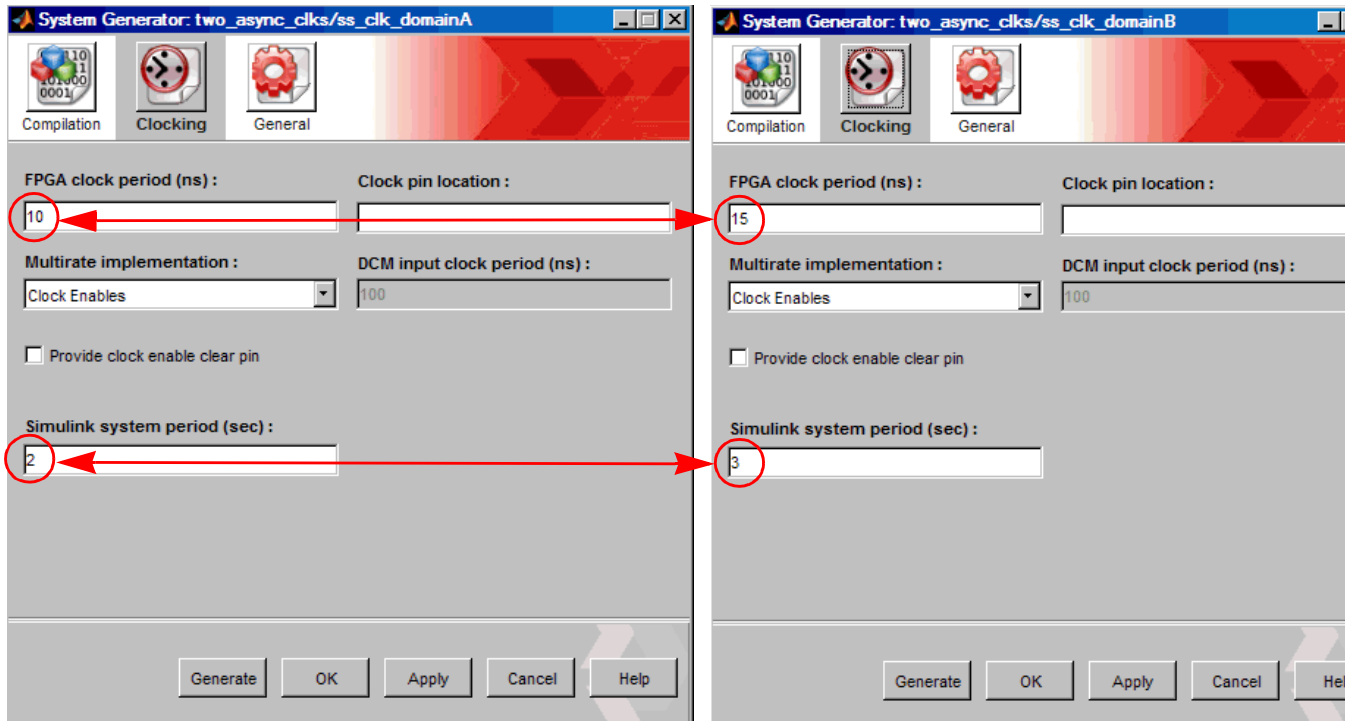 System Generator: two_async_clks/ss_clk_domainA
Compilation
Clocking
General
FPGA clock period (ns) :
Clock pin location :
10
Multirate implementation :
DCM input clock period (ns) :
Clock Enables
100
Provide clock enable clear pin
Simulink system period (sec) :
2
Generate
OK
Apply
Cancel
Help
System Generator: two_async_clks/ss_clk_domainB
Compilation
Clocking
General
FPGA clock period (ns) :
Clock pin location :
15
Multirate implementation :
DCM input clock period (ns) :
Clock Enables
100
Provide clock enable clear pin
Simulink system period (sec) :
3
Generate
OK
Apply
Cancel
Hel